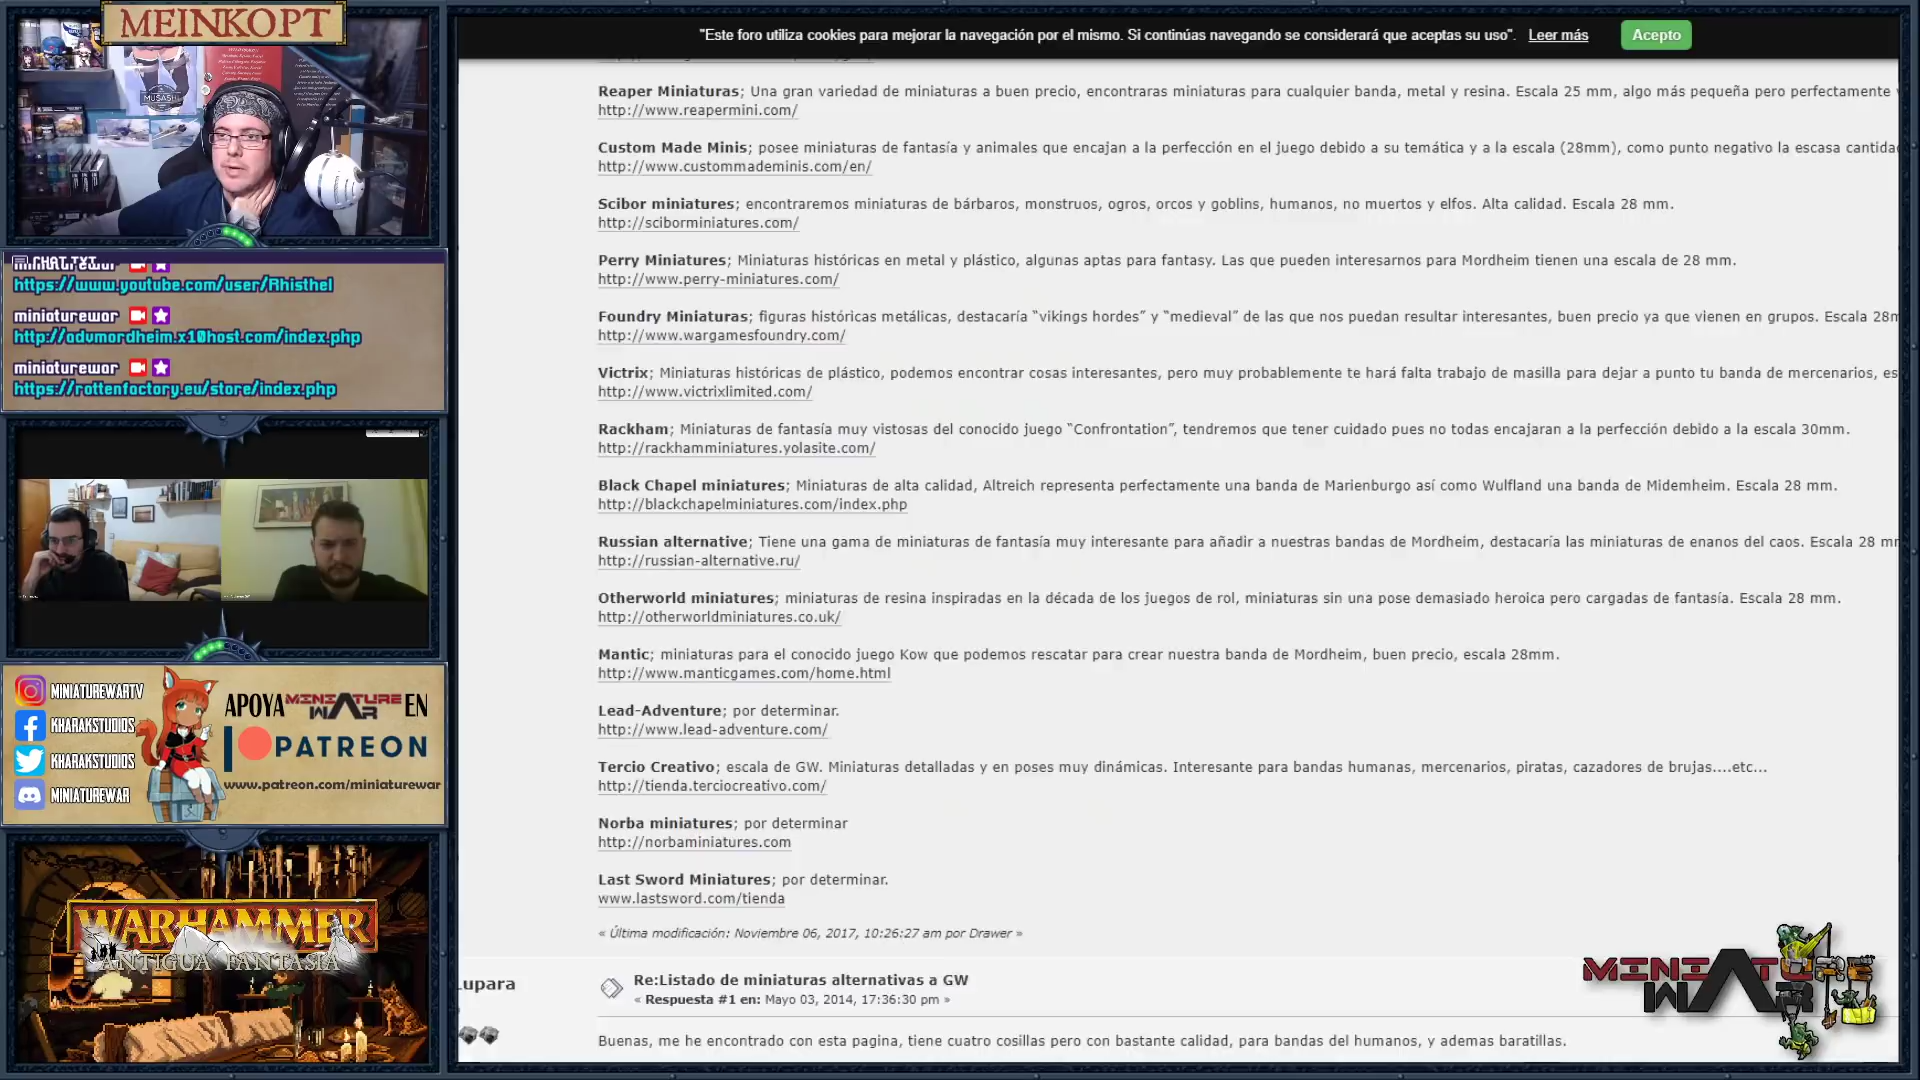 MEINKOPT
MUSASHI
CHAT.TXT
miniaturewar
https://www.youtube.com/user/Rhisthel
miniaturewar
http://advmordheim.x10host.com/index.php
miniaturewar
https://rottenfactory.eu/store/index.php
MINIATUREWARTV
KHARAKSTUDIOS
KHARAKSTUDIOS
MINIATUREWAR
APOYA MINIATURE WAR EN
PATREON
www.patreon.com/miniaturewar
WARHAMMER
ANTIGUA FANTASIA
"Este foro utiliza cookies para mejorar la navegación por el mismo. Si continúas navegando se considerará que aceptas su uso". Leer más Acepto
Reaper Miniaturas; Una gran variedad de miniaturas a buen precio, encontraras miniaturas para cualquier banda, metal y resina. Escala 25 mm, algo más pequeña pero perfectamente
http://www.reapermini.com/
Custom Made Minis; posee miniaturas de fantasía y animales que encajan a la perfección en el juego debido a su temática y a la escala (28mm), como punto negativo la escasa cantidad
http://www.custommademinis.com/en/
Scibor miniatures; encontraremos miniaturas de bárbaros, monstruos, ogros, orcos y goblins, humanos, no muertos y elfos. Alta calidad. Escala 28 mm.
http://sciborminiatures.com/
Perry Miniatures; Miniaturas históricas en metal y plástico, algunas aptas para fantasy. Las que pueden interesarnos para Mordheim tienen una escala de 28 mm.
http://www.perry-miniatures.com/
Foundry Miniaturas; figuras históricas metálicas, destacaría “vikings hordes” y “medieval” de las que nos puedan resultar interesantes, buen precio ya que vienen en grupos. Escala 28m
http://www.wargamesfoundry.com/
Victrix; Miniaturas históricas de plástico, podemos encontrar cosas interesantes, pero muy probablemente te hará falta trabajo de masilla para dejar a punto tu banda de mercenarios, es
http://www.victrixlimited.com/
Rackham; Miniaturas de fantasía muy vistosas del conocido juego “Confrontation”, tendremos que tener cuidado pues no todas encajaran a la perfección debido a la escala 30mm.
http://rackhamminiatures.yolasite.com/
Black Chapel miniatures; Miniaturas de alta calidad, Altreich representa perfectamente una banda de Marienburgo así como Wulfland una banda de Midemheim. Escala 28 mm.
http://blackchapelminiatures.com/index.php
Russian alternative; Tiene una gama de miniaturas de fantasía muy interesante para añadir a nuestras bandas de Mordheim, destacaría las miniaturas de enanos del caos. Escala 28 mm
http://russian-alternative.ru/
Otherworld miniatures; miniaturas de resina inspiradas en la década de los juegos de rol, miniaturas sin una pose demasiado heroica pero cargadas de fantasía. Escala 28 mm.
http://otherworldminiatures.co.uk/
Mantic; miniaturas para el conocido juego Kow que podemos rescatar para crear nuestra banda de Mordheim, buen precio, escala 28mm.
http://www.manticgames.com/home.html
Lead-Adventure; por determinar.
http://www.lead-adventure.com/
Tercio Creativo; escala de GW. Miniaturas detalladas y en poses muy dinámicas. Interesante para bandas humanas, mercenarios, piratas, cazadores de brujas....etc...
http://tienda.terciocreativo.com/
Norba miniatures; por determinar
http://norbaminiatures.com
Last Sword Miniatures; por determinar.
www.lastsword.com/tienda
« Última modificación: Noviembre 06, 2017, 10:26:27 am por Drawer »
Lupara
Re:Listado de miniaturas alternativas a GW
« Respuesta #1 en: Mayo 03, 2014, 17:36:30 pm »
Buenas, me he encontrado con esta pagina, tiene cuatro cosillas pero con bastante calidad, para bandas del humanos, y ademas baratillas.
MINIATURE
WAR